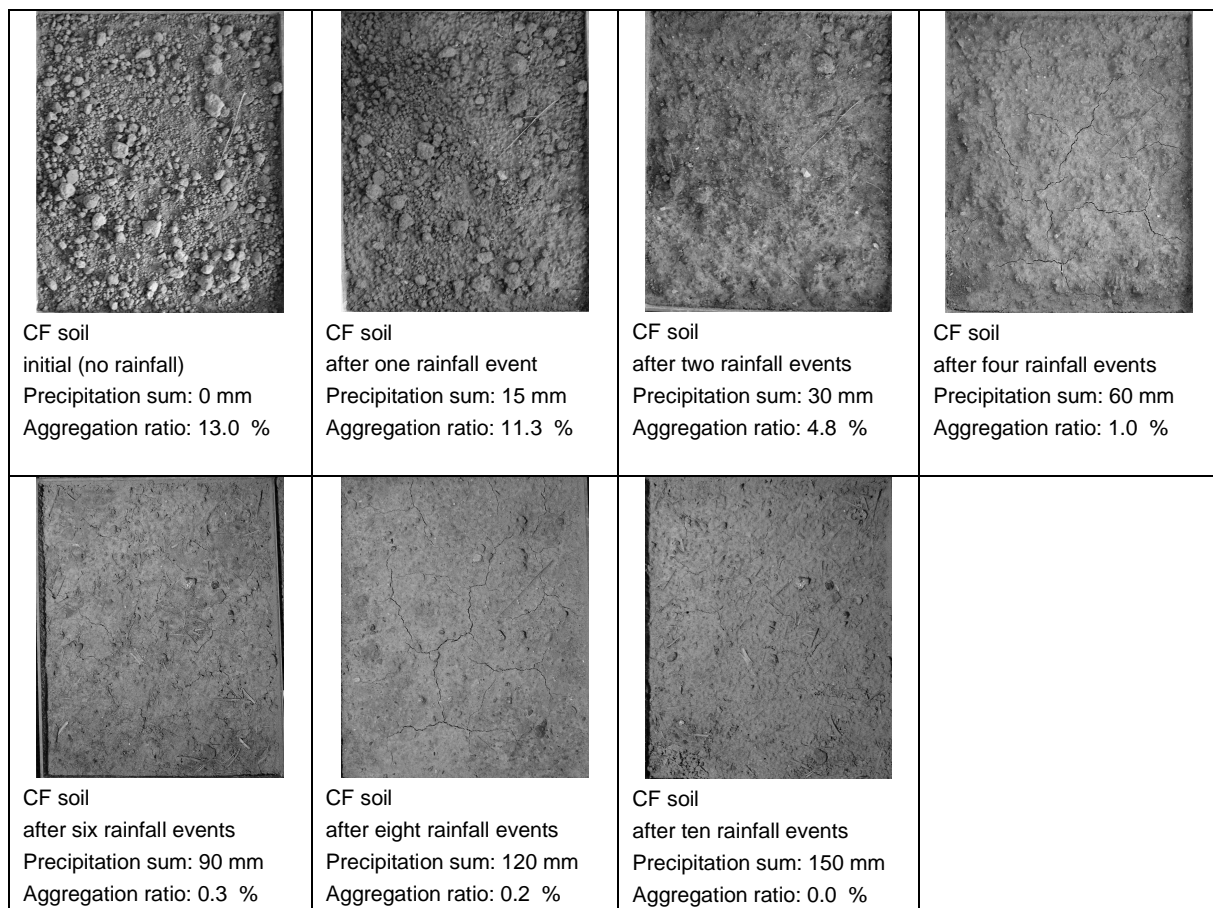 CF soil
initial (no rainfall)
Precipitation sum: 0 mm
Aggregation ratio: 13.0 %
CF soil
after one rainfall event
Precipitation sum: 15 mm
Aggregation ratio: 11.3 %
CF soil
after two rainfall events
Precipitation sum: 30 mm
Aggregation ratio: 4.8 %
CF soil
after four rainfall events
Precipitation sum: 60 mm
Aggregation ratio: 1.0 %
CF soil
after six rainfall events
Precipitation sum: 90 mm
Aggregation ratio: 0.3 %
CF soil
after eight rainfall events
Precipitation sum: 120 mm
Aggregation ratio: 0.2 %
CF soil
after ten rainfall events
Precipitation sum: 150 mm
Aggregation ratio: 0.0 %